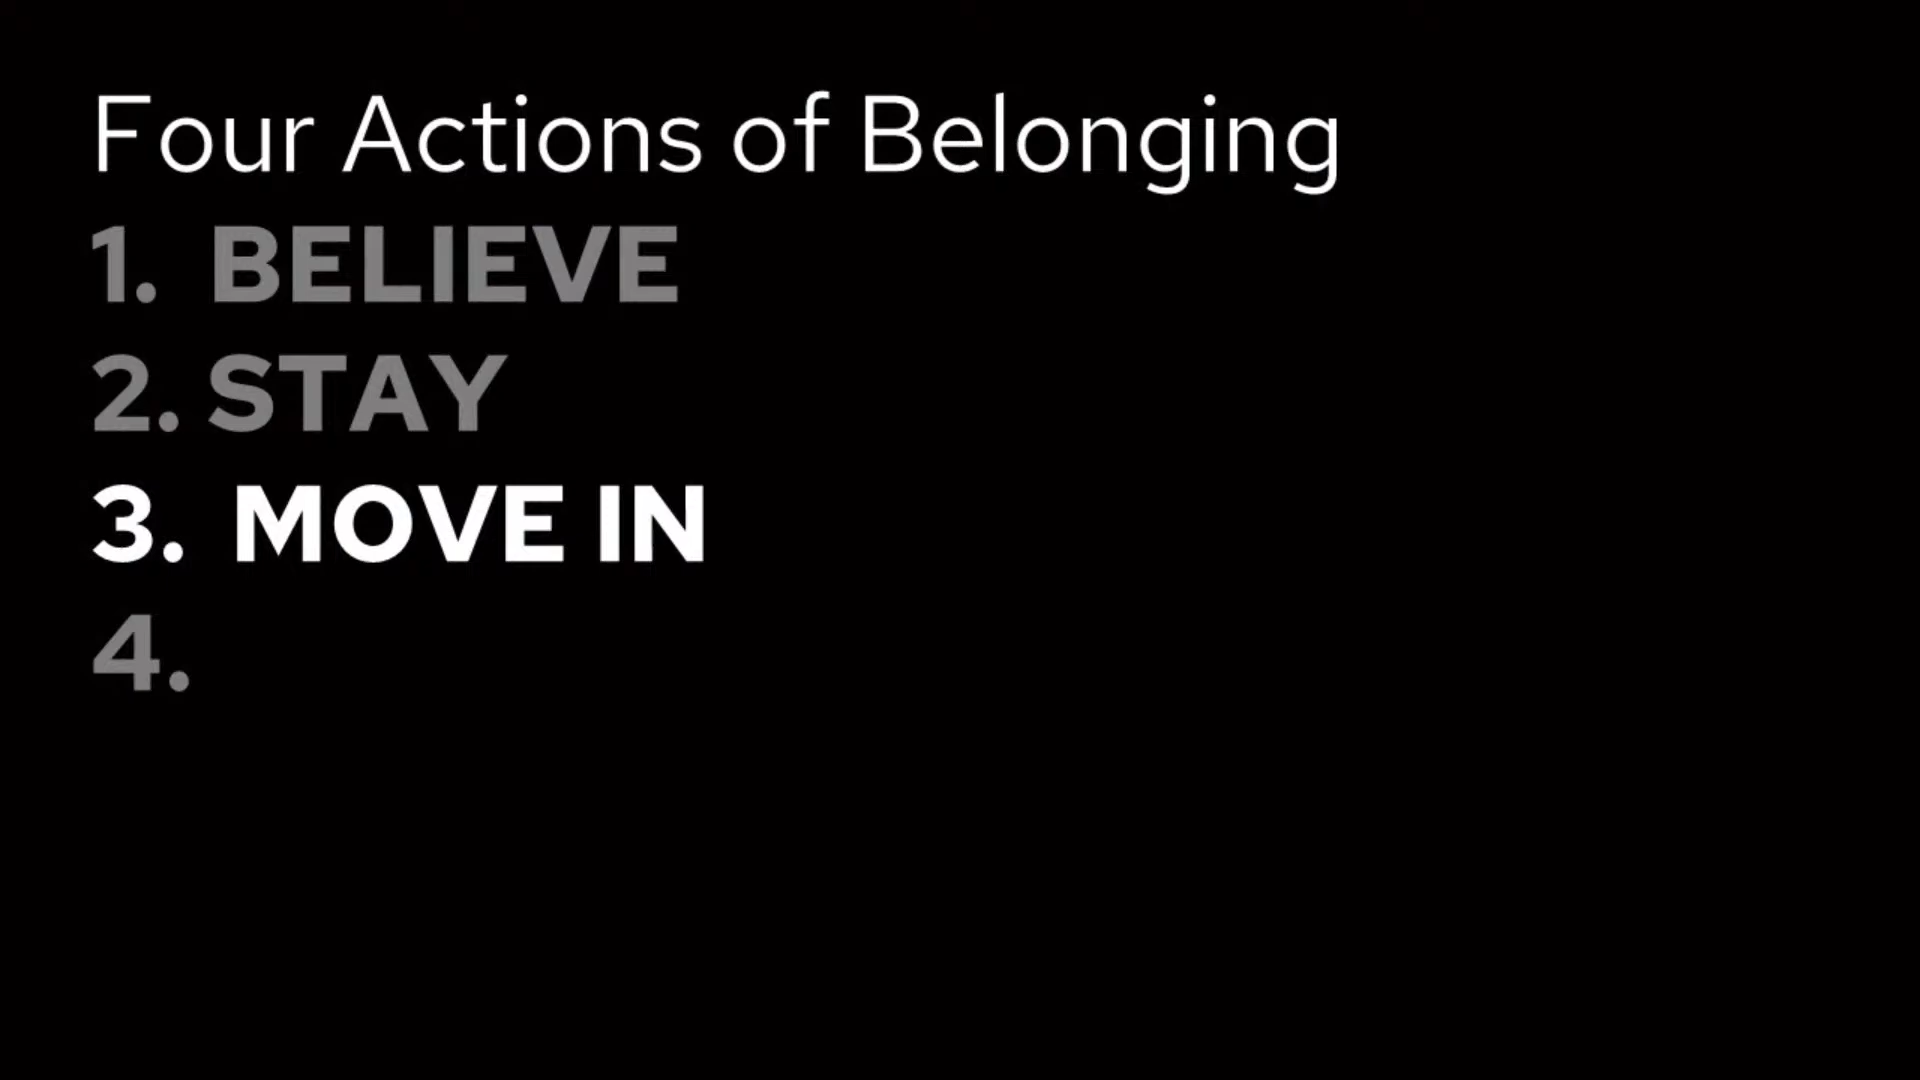 Four Actions of Belonging
1. BELIEVE
2. STAY
3. MOVE IN
4.